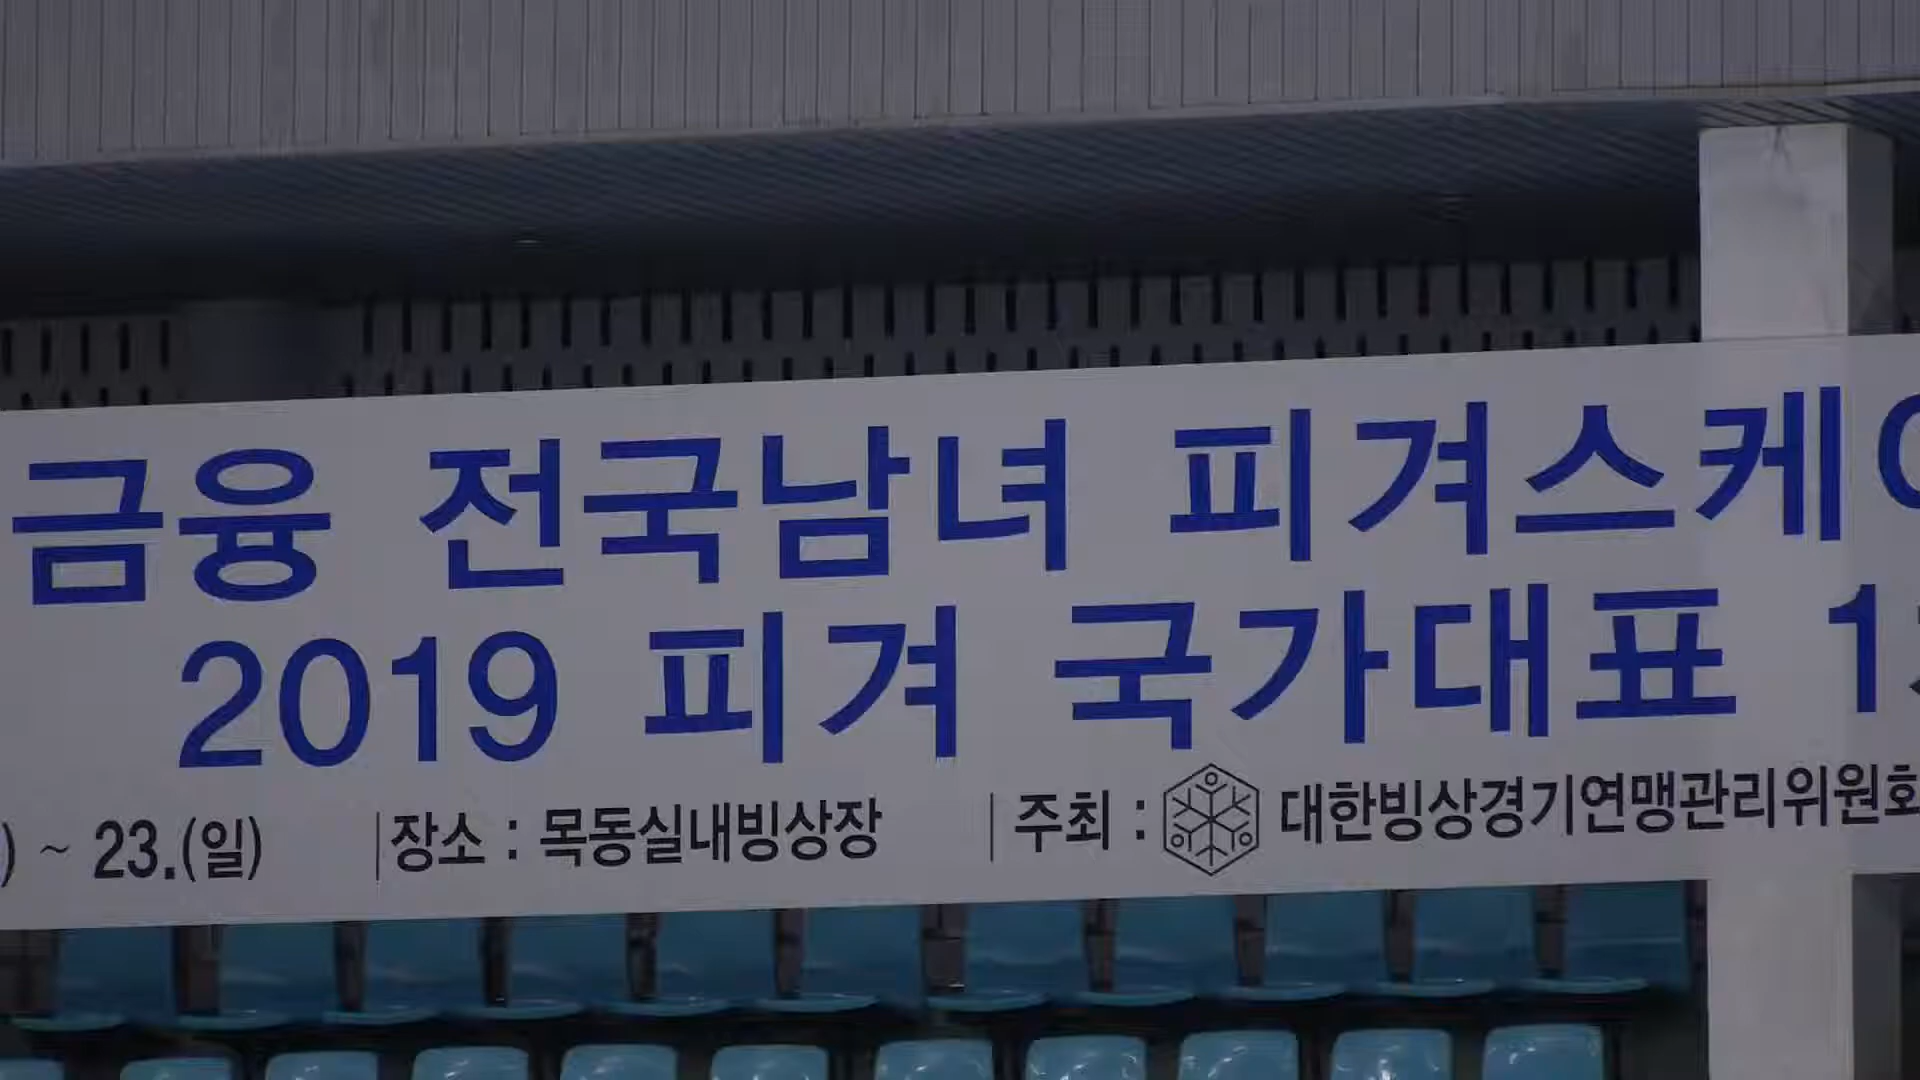 금융 전국남녀 피겨스케이
2019 피겨 국가대표 1차
) ~ 23.(일) 장소 : 목동실내빙상장 주최 : 대한빙상경기연맹관리위원회